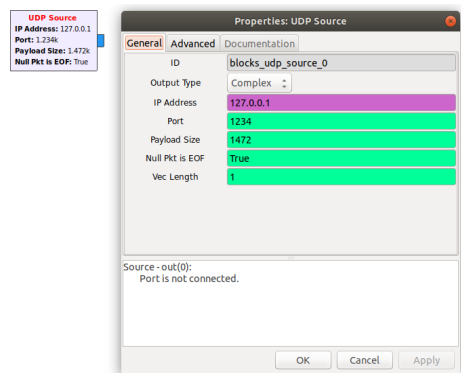 UDP Source
IP Address: 127.0.0.1
Port: 1.234k
Payload Size: 1.472k
Null Pkt is EOF: True
Properties: UDP Source
General Advanced Documentation
ID blocks_udp_source_0
Output Type Complex
IP Address 127.0.0.1
Port 1234
Payload Size 1472
Null Pkt is EOF True
Vec Length 1
Source - out(0):
Port is not connected.
OK Cancel Apply